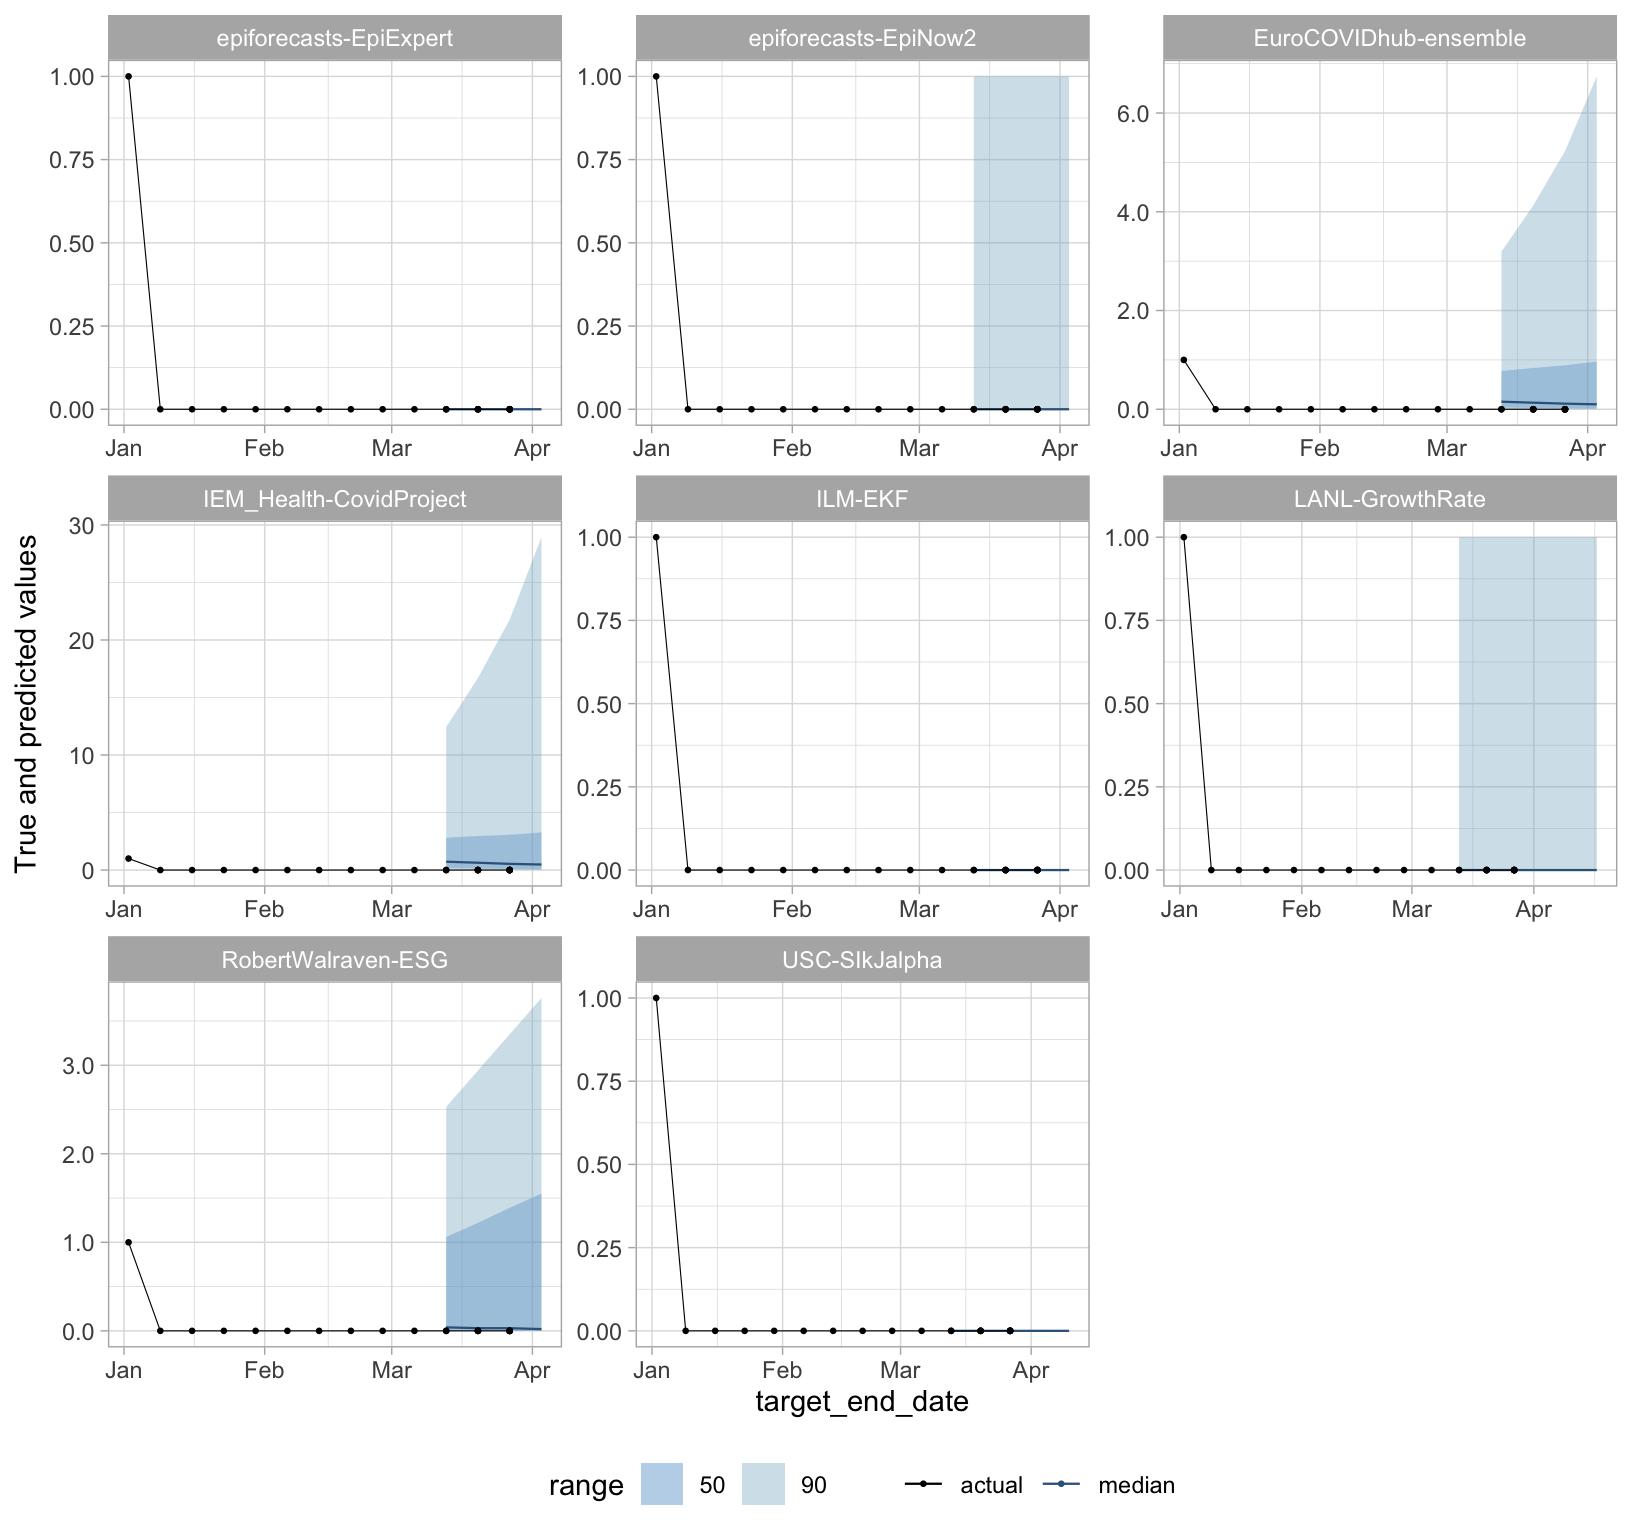 epiforecasts-EpiExpert epiforecasts-EpiNow2 EuroCOVIDhub-ensemble
1.00 1.00
6.0
0.75 0.75
4.0
0.50 0.50
2.0
0.25 0.25
0.00 0.00 0.0
Jan Feb Mar Apr Jan Feb Mar Apr Jan Feb Mar Apr
IEM_Health-CovidProject ILM-EKF LANL-GrowthRate
30 1.00 1.00
20 0.75 0.75
0.50 0.50
10 0.25 0.25
0 0.00 0.00
Jan Feb Mar Apr Jan Feb Mar Apr Jan Feb Mar Apr
RobertWalraven-ESG USC-SIkJalpha
1.00
3.0 0.75
2.0 0.50
1.0 0.25
0.0 0.00
Jan Feb Mar Apr Jan Feb Mar Apr
True and predicted values
target_end_date
range 50 90 actual median